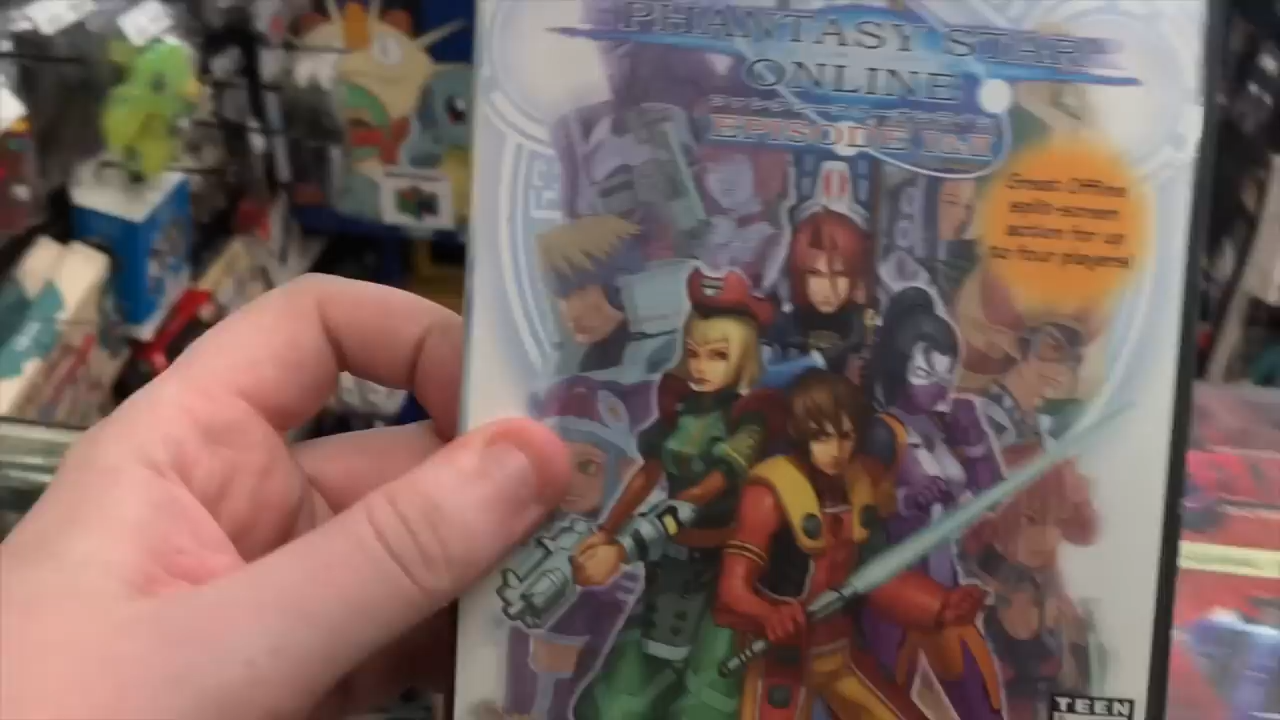 PHANTASY STAR
ONLINE
EPISODE I&II
Great Offline
split-screen
action for up
to four players!
TEEN